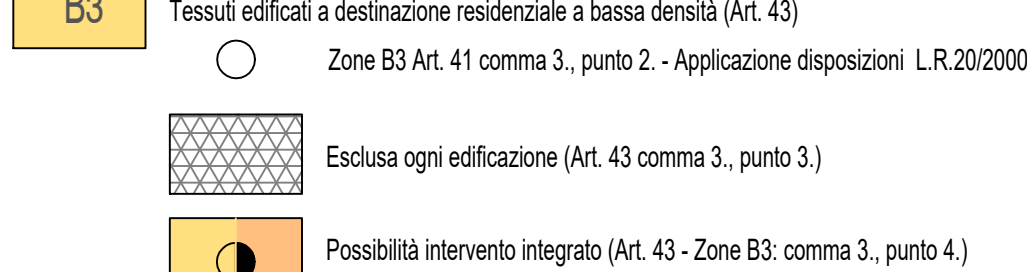 B3 Tessuti edificati a destinazione residenziale a bassa densità (Art. 43)
Zone B3 Art. 41 comma 3., punto 2. - Applicazione disposizioni L.R.20/2000
Esclusa ogni edificazione (Art. 43 comma 3., punto 3.)
Possibilità intervento integrato (Art. 43 - Zone B3: comma 3., punto 4.)